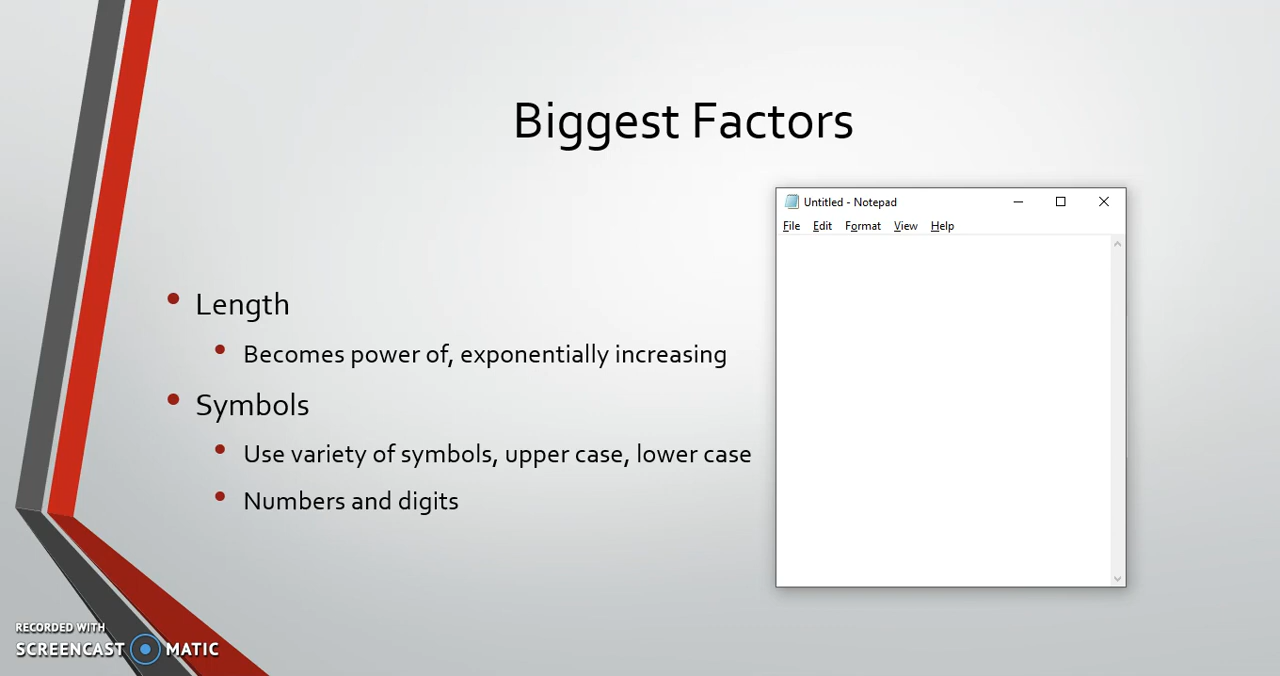 Biggest Factors
Untitled - Notepad
File Edit Format View Help
• Length
• Becomes power of, exponentially increasing
• Symbols
• Use variety of symbols, upper case, lower case
• Numbers and digits
RECORDED WITH
SCREENCAST MATIC